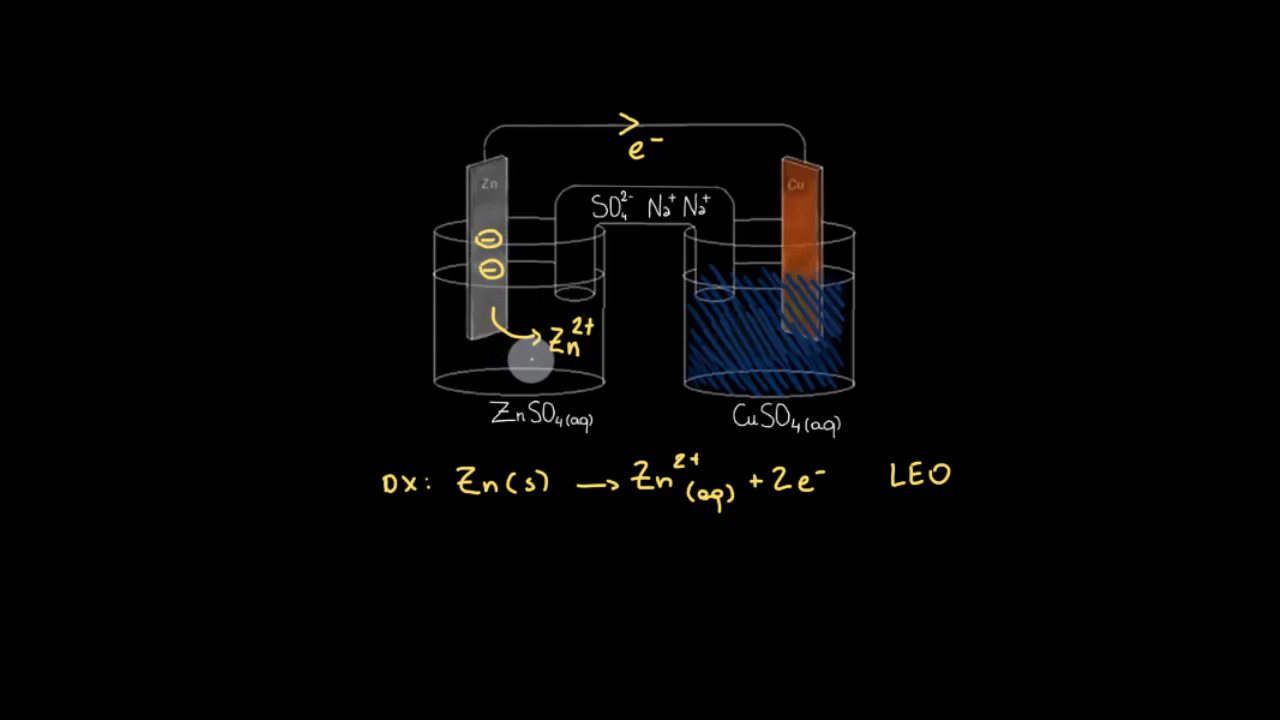 e⁻
Zn
Cu
SO₄²⁻ Na⁺ Na⁺
Zn²⁺
ZnSO₄(aq)
CuSO₄(aq)
OX: Zn(s) → Zn²⁺(aq) + 2e⁻ LEO